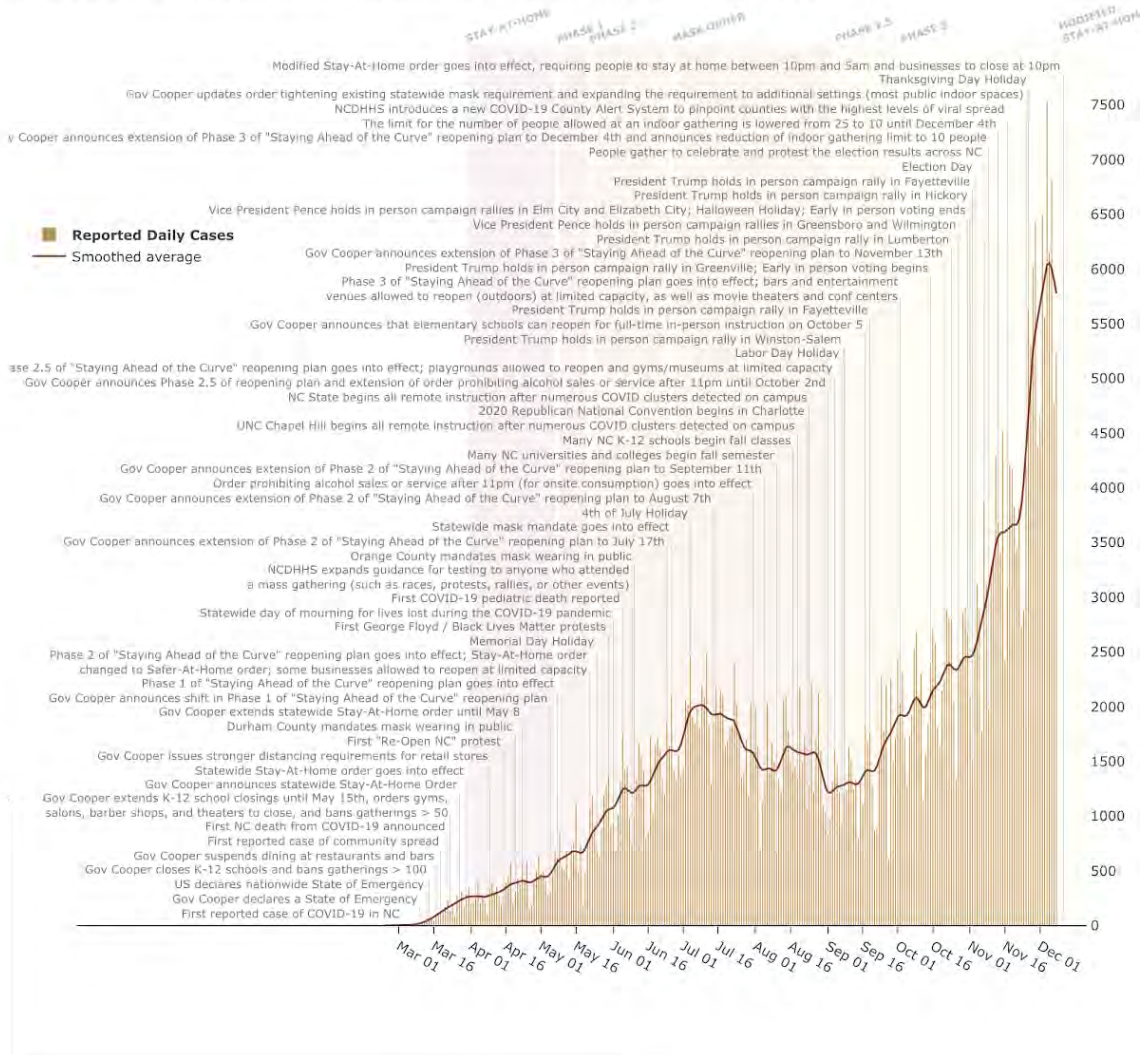 STAY-AT-HOME
PHASE 1
PHASE 2
MASK ORDER
PHASE 2.5
PHASE 3
MODIFIED
STAY-AT-HOM
Modified Stay-At-Home order goes into effect, requiring people to stay at home between 10pm and 5am and businesses to close at 10pm
Thanksgiving Day Holiday
Gov Cooper updates order tightening existing statewide mask requirement and expanding the requirement to additional settings (most public indoor spaces)
NCDHHS introduces a new COVID-19 County Alert System to pinpoint counties with the highest levels of viral spread
The limit for the number of people allowed at an indoor gathering is lowered from 25 to 10 until December 4th
y Cooper announces extension of Phase 3 of "Staying Ahead of the Curve" reopening plan to December 4th and announces reduction of indoor gathering limit to 10 people
People gather to celebrate and protest the election results across NC
Election Day
President Trump holds in person campaign rally in Fayetteville
President Trump holds in person campaign rally in Hickory
Vice President Pence holds in person campaign rallies in Elm City and Elizabeth City; Halloween Holiday; Early in person voting ends
Vice President Pence holds in person campaign rallies in Greensboro and Wilmington
President Trump holds in person campaign rally in Lumberton
Gov Cooper announces extension of Phase 3 of "Staying Ahead of the Curve" reopening plan to November 13th
President Trump holds in person campaign rally in Greenville; Early in person voting begins
Phase 3 of "Staying Ahead of the Curve" reopening plan goes into effect; bars and entertainment
venues allowed to reopen (outdoors) at limited capacity, as well as movie theaters and conf centers
President Trump holds in person campaign rally in Fayetteville
Gov Cooper announces that elementary schools can reopen for full-time in-person instruction on October 5
President Trump holds in person campaign rally in Winston-Salem
Labor Day Holiday
ase 2.5 of "Staying Ahead of the Curve" reopening plan goes into effect; playgrounds allowed to reopen and gyms/museums at limited capacity
Gov Cooper announces Phase 2.5 of reopening plan and extension of order prohibiting alcohol sales or service after 11pm until October 2nd
NC State begins all remote instruction after numerous COVID clusters detected on campus
2020 Republican National Convention begins in Charlotte
UNC Chapel Hill begins all remote instruction after numerous COVID clusters detected on campus
Many NC K-12 schools begin fall classes
Many NC universities and colleges begin fall semester
Gov Cooper announces extension of Phase 2 of "Staying Ahead of the Curve" reopening plan to September 11th
Order prohibiting alcohol sales or service after 11pm (for onsite consumption) goes into effect
Gov Cooper announces extension of Phase 2 of "Staying Ahead of the Curve" reopening plan to August 7th
4th of July Holiday
Statewide mask mandate goes into effect
Gov Cooper announces extension of Phase 2 of "Staying Ahead of the Curve" reopening plan to July 17th
Orange County mandates mask wearing in public
NCDHHS expands guidance for testing to anyone who attended
a mass gathering (such as races, protests, rallies, or other events)
First COVID-19 pediatric death reported
Statewide day of mourning for lives lost during the COVID-19 pandemic
First George Floyd / Black Lives Matter protests
Memorial Day Holiday
Phase 2 of "Staying Ahead of the Curve" reopening plan goes into effect; Stay-At-Home order
changed to Safer-At-Home order; some businesses allowed to reopen at limited capacity
Phase 1 of "Staying Ahead of the Curve" reopening plan goes into effect
Gov Cooper announces shift in Phase 1 of "Staying Ahead of the Curve" reopening plan
Gov Cooper extends statewide Stay-At-Home order until May 8
Durham County mandates mask wearing in public
First "Re-Open NC" protest
Gov Cooper issues stronger distancing requirements for retail stores
Statewide Stay-At-Home order goes into effect
Gov Cooper announces statewide Stay-At-Home Order
Gov Cooper extends K-12 school closings until May 15th, orders gyms,
salons, barber shops, and theaters to close, and bans gatherings > 50
First NC death from COVID-19 announced
First reported case of community spread
Gov Cooper suspends dining at restaurants and bars
Gov Cooper closes K-12 schools and bans gatherings > 100
US declares nationwide State of Emergency
Gov Cooper declares a State of Emergency
First reported case of COVID-19 in NC
Reported Daily Cases
Smoothed average
7500
7000
6500
6000
5500
5000
4500
4000
3500
3000
2500
2000
1500
1000
500
0
Mar 01
Mar 16
Apr 01
Apr 16
May 01
May 16
Jun 01
Jun 16
Jul 01
Jul 16
Aug 01
Aug 16
Sep 01
Sep 16
Oct 01
Oct 16
Nov 01
Nov 16
Dec 01